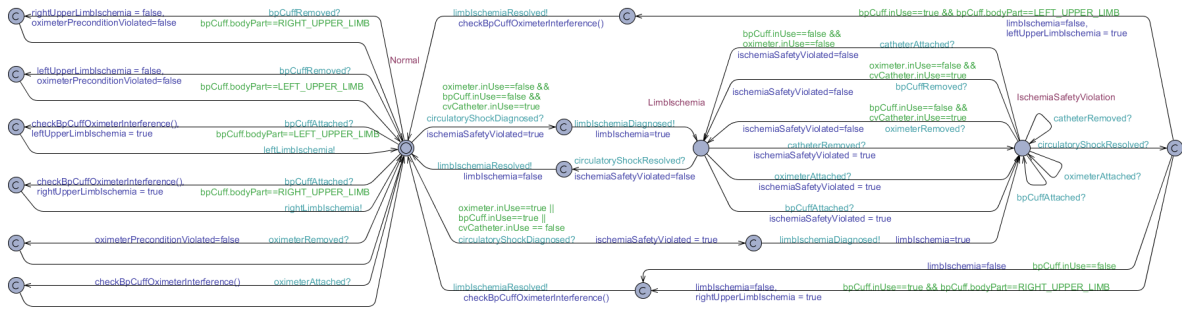 rightUpperLimbIschemia = false,
oximeterPreconditionViolated=false
bpCuffRemoved?
bpCuff.bodyPart==RIGHT_UPPER_LIMB
leftUpperLimbIschemia = false,
oximeterPreconditionViolated=false
bpCuffRemoved?
bpCuff.bodyPart==LEFT_UPPER_LIMB
checkBpCuffOximeterInterference(),
leftUpperLimbIschemia = true
bpCuffAttached?
bpCuff.bodyPart==LEFT_UPPER_LIMB
leftLimbIschemia!
checkBpCuffOximeterInterference(),
rightUpperLimbIschemia = true
bpCuffAttached?
bpCuff.bodyPart==RIGHT_UPPER_LIMB
rightLimbIschemia!
oximeterPreconditionViolated=false
oximeterRemoved?
checkBpCuffOximeterInterference()
oximeterAttached?
Normal
limbIschemiaResolved!
checkBpCuffOximeterInterference()
oximeter.inUse==false &&
bpCuff.inUse==false &&
cvCatheter.inUse==true
circulatoryShockDiagnosed?
ischemiaSafetyViolated=true
limbIschemiaDiagnosed!
limbIschemia=true
limbIschemiaResolved!
limbIschemia=false
circulatoryShockResolved?
ischemiaSafetyViolated=false
oximeter.inUse==true ||
bpCuff.inUse==true ||
cvCatheter.inUse == false
circulatoryShockDiagnosed?
ischemiaSafetyViolated = true
limbIschemiaDiagnosed!
limbIschemia=true
limbIschemiaResolved!
checkBpCuffOximeterInterference()
LimbIschemia
bpCuff.inUse==false &&
oximeter.inUse==false
catheterAttached?
ischemiaSafetyViolated=false
oximeter.inUse==false &&
cvCatheter.inUse==true
bpCuffRemoved?
ischemiaSafetyViolated=false
bpCuff.inUse==false &&
cvCatheter.inUse==true
ischemiaSafetyViolated=false
oximeterRemoved?
catheterRemoved?
ischemiaSafetyViolated = true
oximeterAttached?
ischemiaSafetyViolated = true
bpCuffAttached?
ischemiaSafetyViolated = true
IschemiaSafetyViolation
catheterRemoved?
circulatoryShockResolved?
oximeterAttached?
bpCuffAttached?
bpCuff.inUse==true && bpCuff.bodyPart==LEFT_UPPER_LIMB
limbIschemia=false,
leftUpperLimbIschemia = true
limbIschemia=false
bpCuff.inUse==false
limbIschemia=false,
rightUpperLimbIschemia = true
bpCuff.inUse==true && bpCuff.bodyPart==RIGHT_UPPER_LIMB
C
C
C
C
C
C
C
C
C
C
C
C